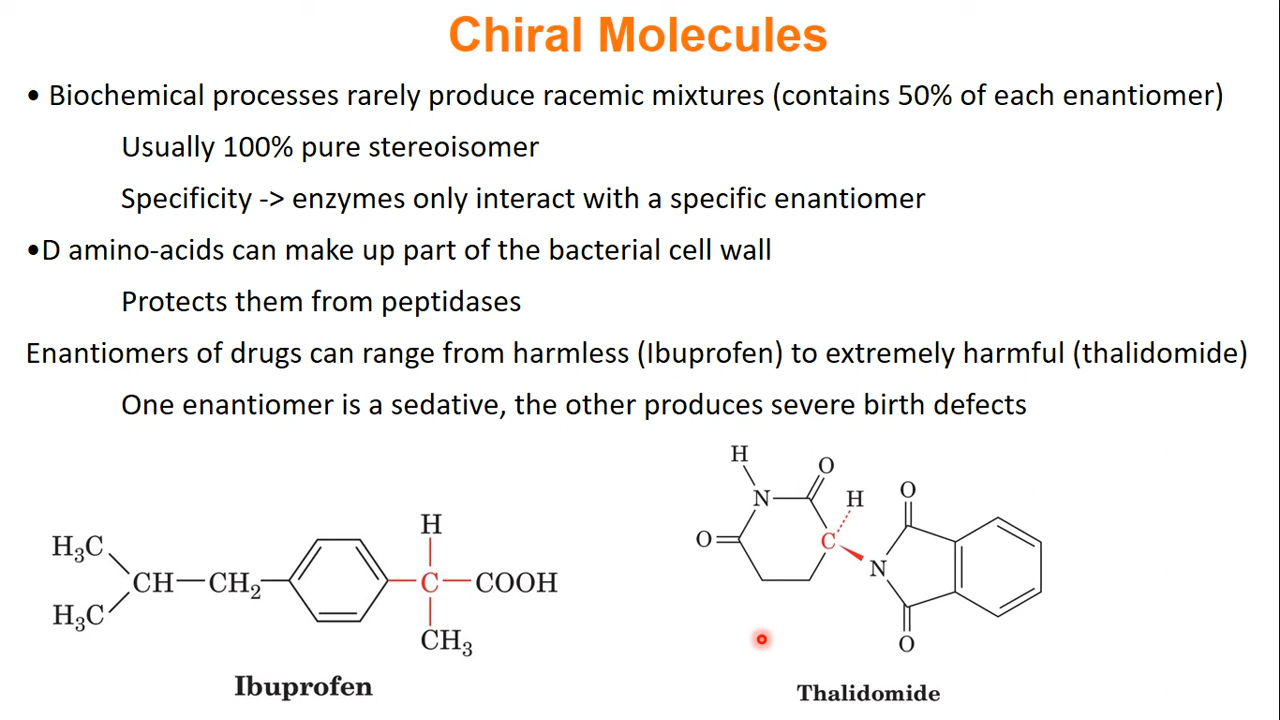 Chiral Molecules
• Biochemical processes rarely produce racemic mixtures (contains 50% of each enantiomer)
Usually 100% pure stereoisomer
Specificity -> enzymes only interact with a specific enantiomer
•D amino-acids can make up part of the bacterial cell wall
Protects them from peptidases
Enantiomers of drugs can range from harmless (Ibuprofen) to extremely harmful (thalidomide)
One enantiomer is a sedative, the other produces severe birth defects
H₃C
H₃C
CH—CH₂
H
C—COOH
CH₃
Ibuprofen
H
N
O
O
H
C
N
O
O
Thalidomide